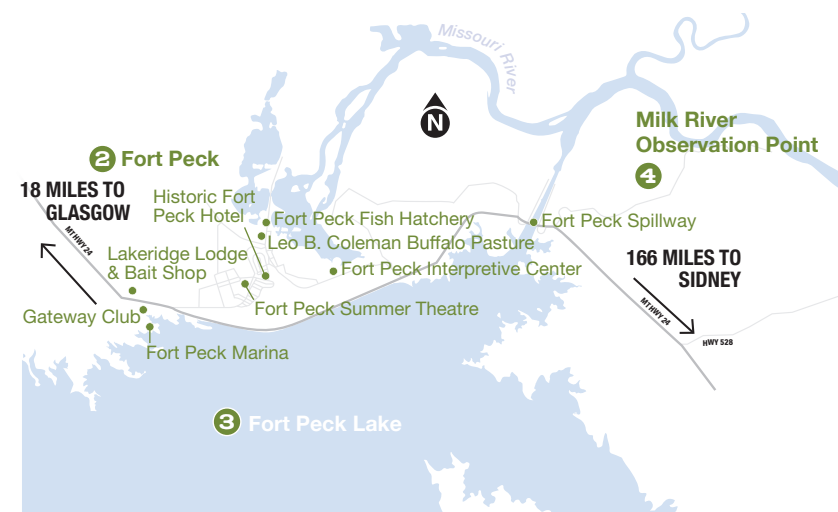 Missouri
River
N
Milk River
Observation Point
4
2 Fort Peck
18 MILES TO
GLASGOW
MT HWY 24
Historic Fort
Peck Hotel
Fort Peck Fish Hatchery
Fort Peck Spillway
Leo B. Coleman Buffalo Pasture
Lakeridge Lodge
& Bait Shop
Fort Peck Interpretive Center
166 MILES TO
SIDNEY
MT HWY 24
HWY 528
Gateway Club
Fort Peck Summer Theatre
Fort Peck Marina
3 Fort Peck Lake